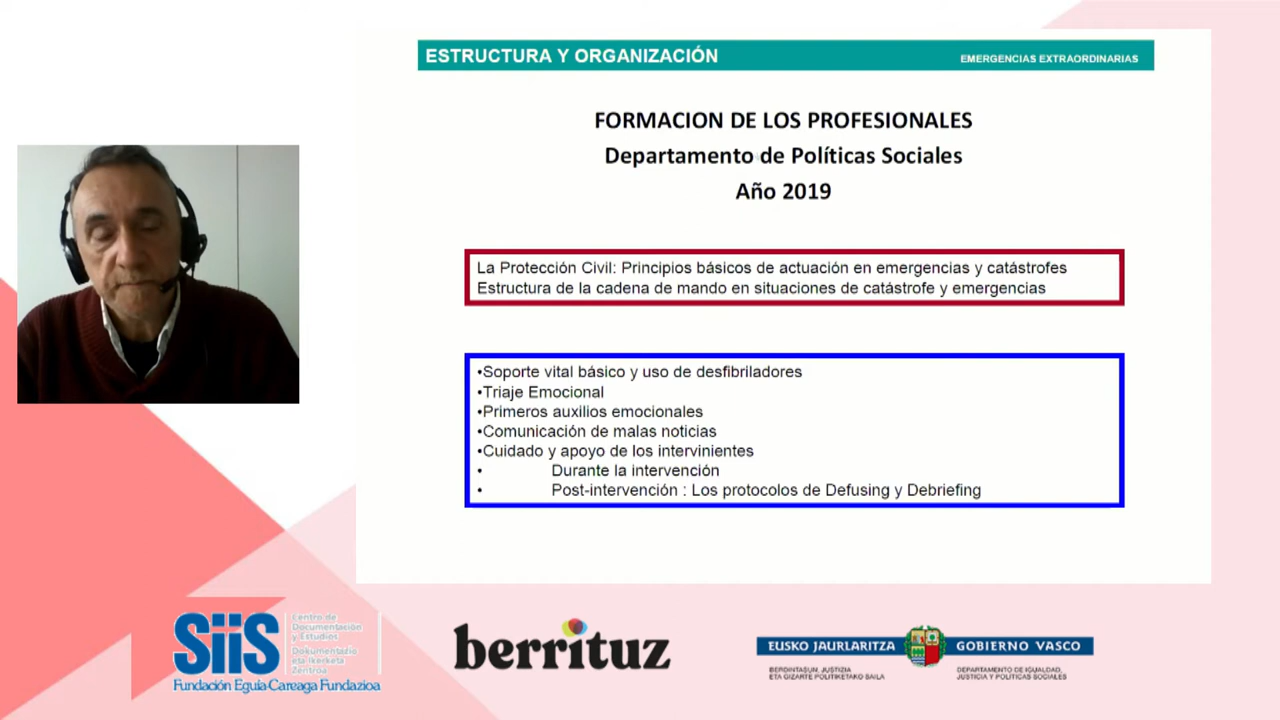 ESTRUCTURA Y ORGANIZACIÓN
EMERGENCIAS EXTRAORDINARIAS
FORMACION DE LOS PROFESIONALES
Departamento de Políticas Sociales
Año 2019
La Protección Civil: Principios básicos de actuación en emergencias y catástrofes
Estructura de la cadena de mando en situaciones de catástrofe y emergencias
•Soporte vital básico y uso de desfibriladores
•Triaje Emocional
•Primeros auxilios emocionales
•Comunicación de malas noticias
•Cuidado y apoyo de los intervinientes
• Durante la intervención
• Post-intervención : Los protocolos de Defusing y Debriefing
SiiS
Centro de
Documentación
y Estudios
Dokumentazio
eta Ikerketa
Zentroa
Fundación Eguía-Careaga Fundazioa
berrituz
EUSKO JAURLARITZA
GOBIERNO VASCO
BERDINTASUN, JUSTIZIA
ETA GIZARTE POLITIKETAKO SAILA
DEPARTAMENTO DE IGUALDAD,
JUSTICIA Y POLÍTICAS SOCIALES